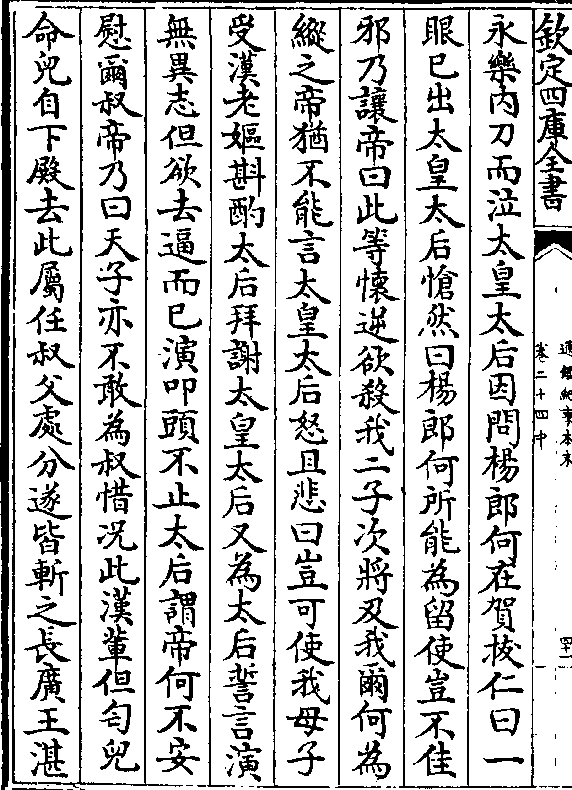 欽定四庫全書
通鑑紀事本末
卷二十四中
永樂内刀而泣太皇太后因問楊郎何在賀拔仁曰一
眼已出太皇太后愴然曰楊郎何所能為留使豈不佳
邪乃讓帝曰此等懷逆欲殺我二子次將及我爾何為
縱之帝猶不能言太皇太后怒且悲曰豈可使我母子
受漢老嫗斟酌太后拜謝太皇太后又為太后誓言演
無異志但欲去逼而已演叩頭不止太后謂帝何不安
慰爾叔帝乃曰天子亦不敢為叔惜况此漢輩但匄兒
命兒自下殿去此屬任叔父處分遂皆斬之長廣王湛